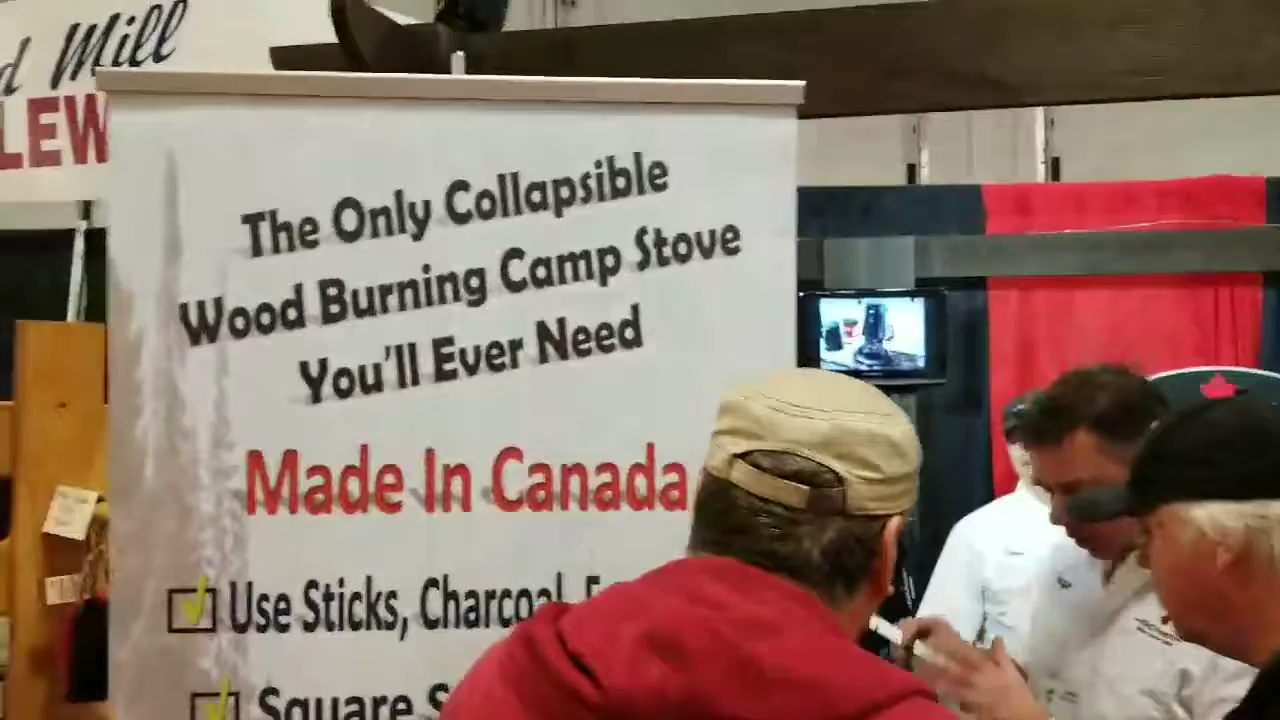 d Mill
LEW
The Only Collapsible
Wood Burning Camp Stove
You'll Ever Need
Made In Canada
Use Sticks, Charcoal,
Square